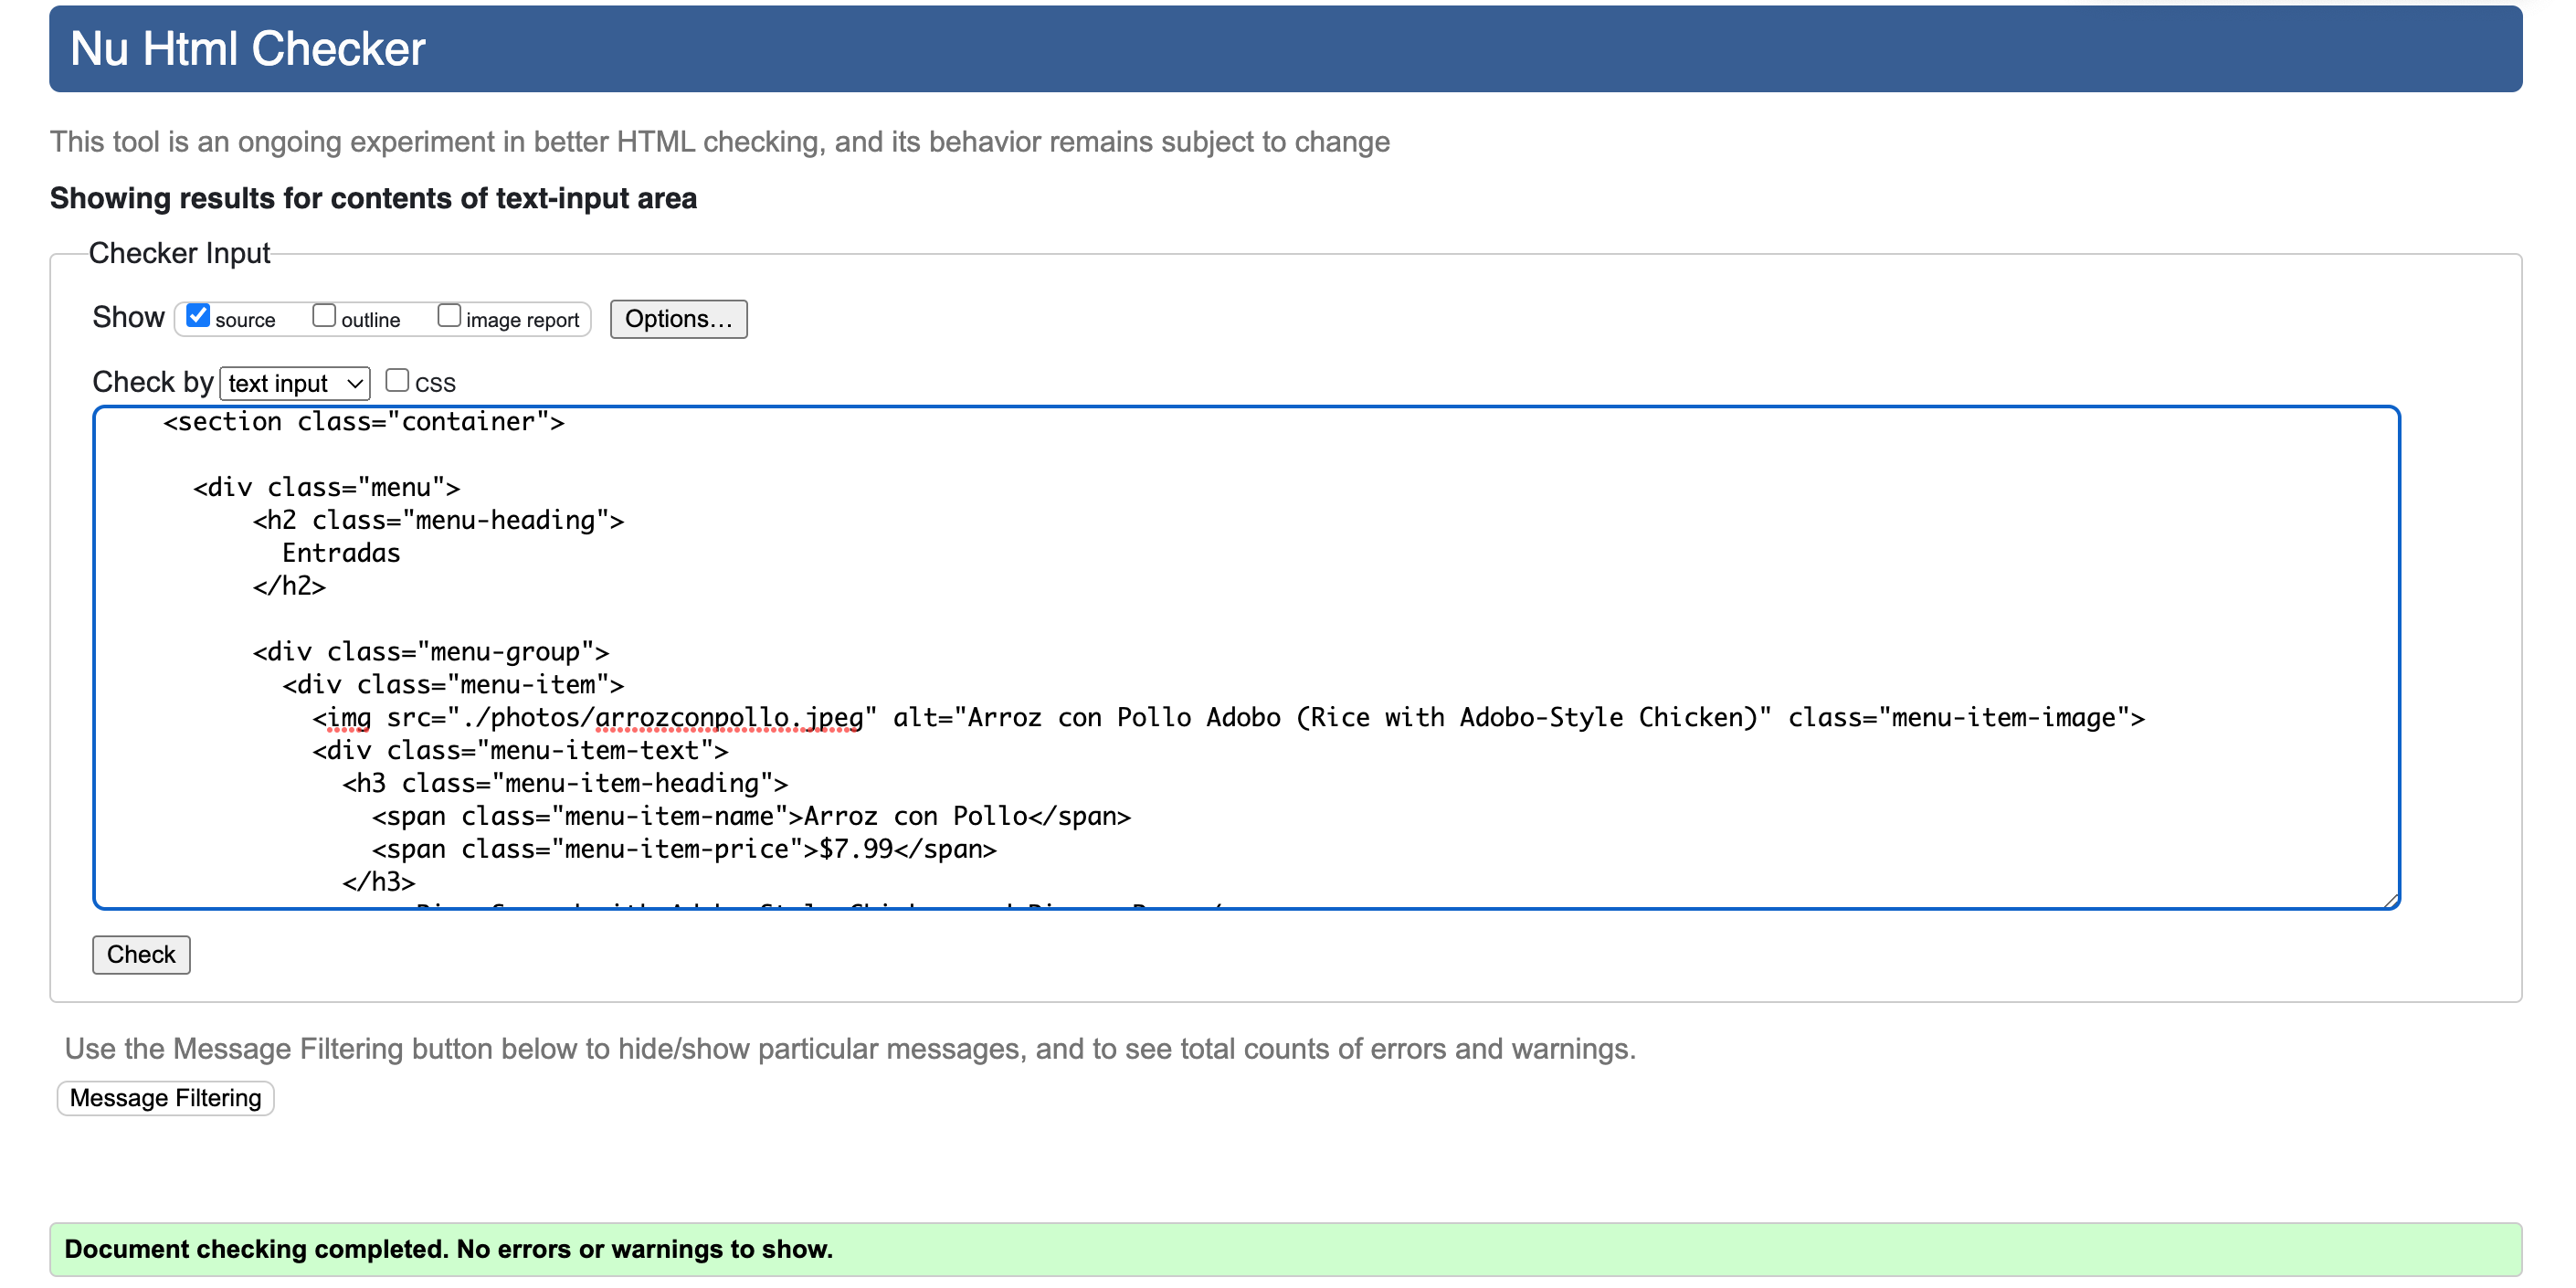 Nu Html Checker
This tool is an ongoing experiment in better HTML checking, and its behavior remains subject to change
Showing results for contents of text-input area
Checker Input
Show source outline image report Options...
Check by text input CSS
<section class="container">
<div class="menu">
<h2 class="menu-heading">
Entradas
</h2>
<div class="menu-group">
<div class="menu-item">
<img src="./photos/arrozconpollo.jpeg" alt="Arroz con Pollo Adobo (Rice with Adobo-Style Chicken)" class="menu-item-image">
<div class="menu-item-text">
<h3 class="menu-item-heading">
<span class="menu-item-name">Arroz con Pollo</span>
<span class="menu-item-price">$7.99</span>
</h3>
Check
Use the Message Filtering button below to hide/show particular messages, and to see total counts of errors and warnings.
Message Filtering
Document checking completed. No errors or warnings to show.